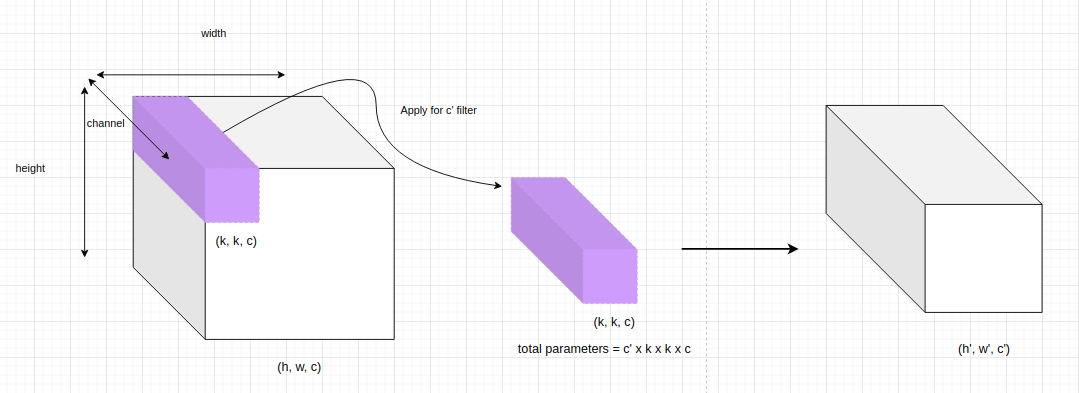 width
Apply for c' filter
channel
height
(k, k, c)
(k, k, c)
total parameters = c' x k x k x c
(h', w', c')
(h, w, c)